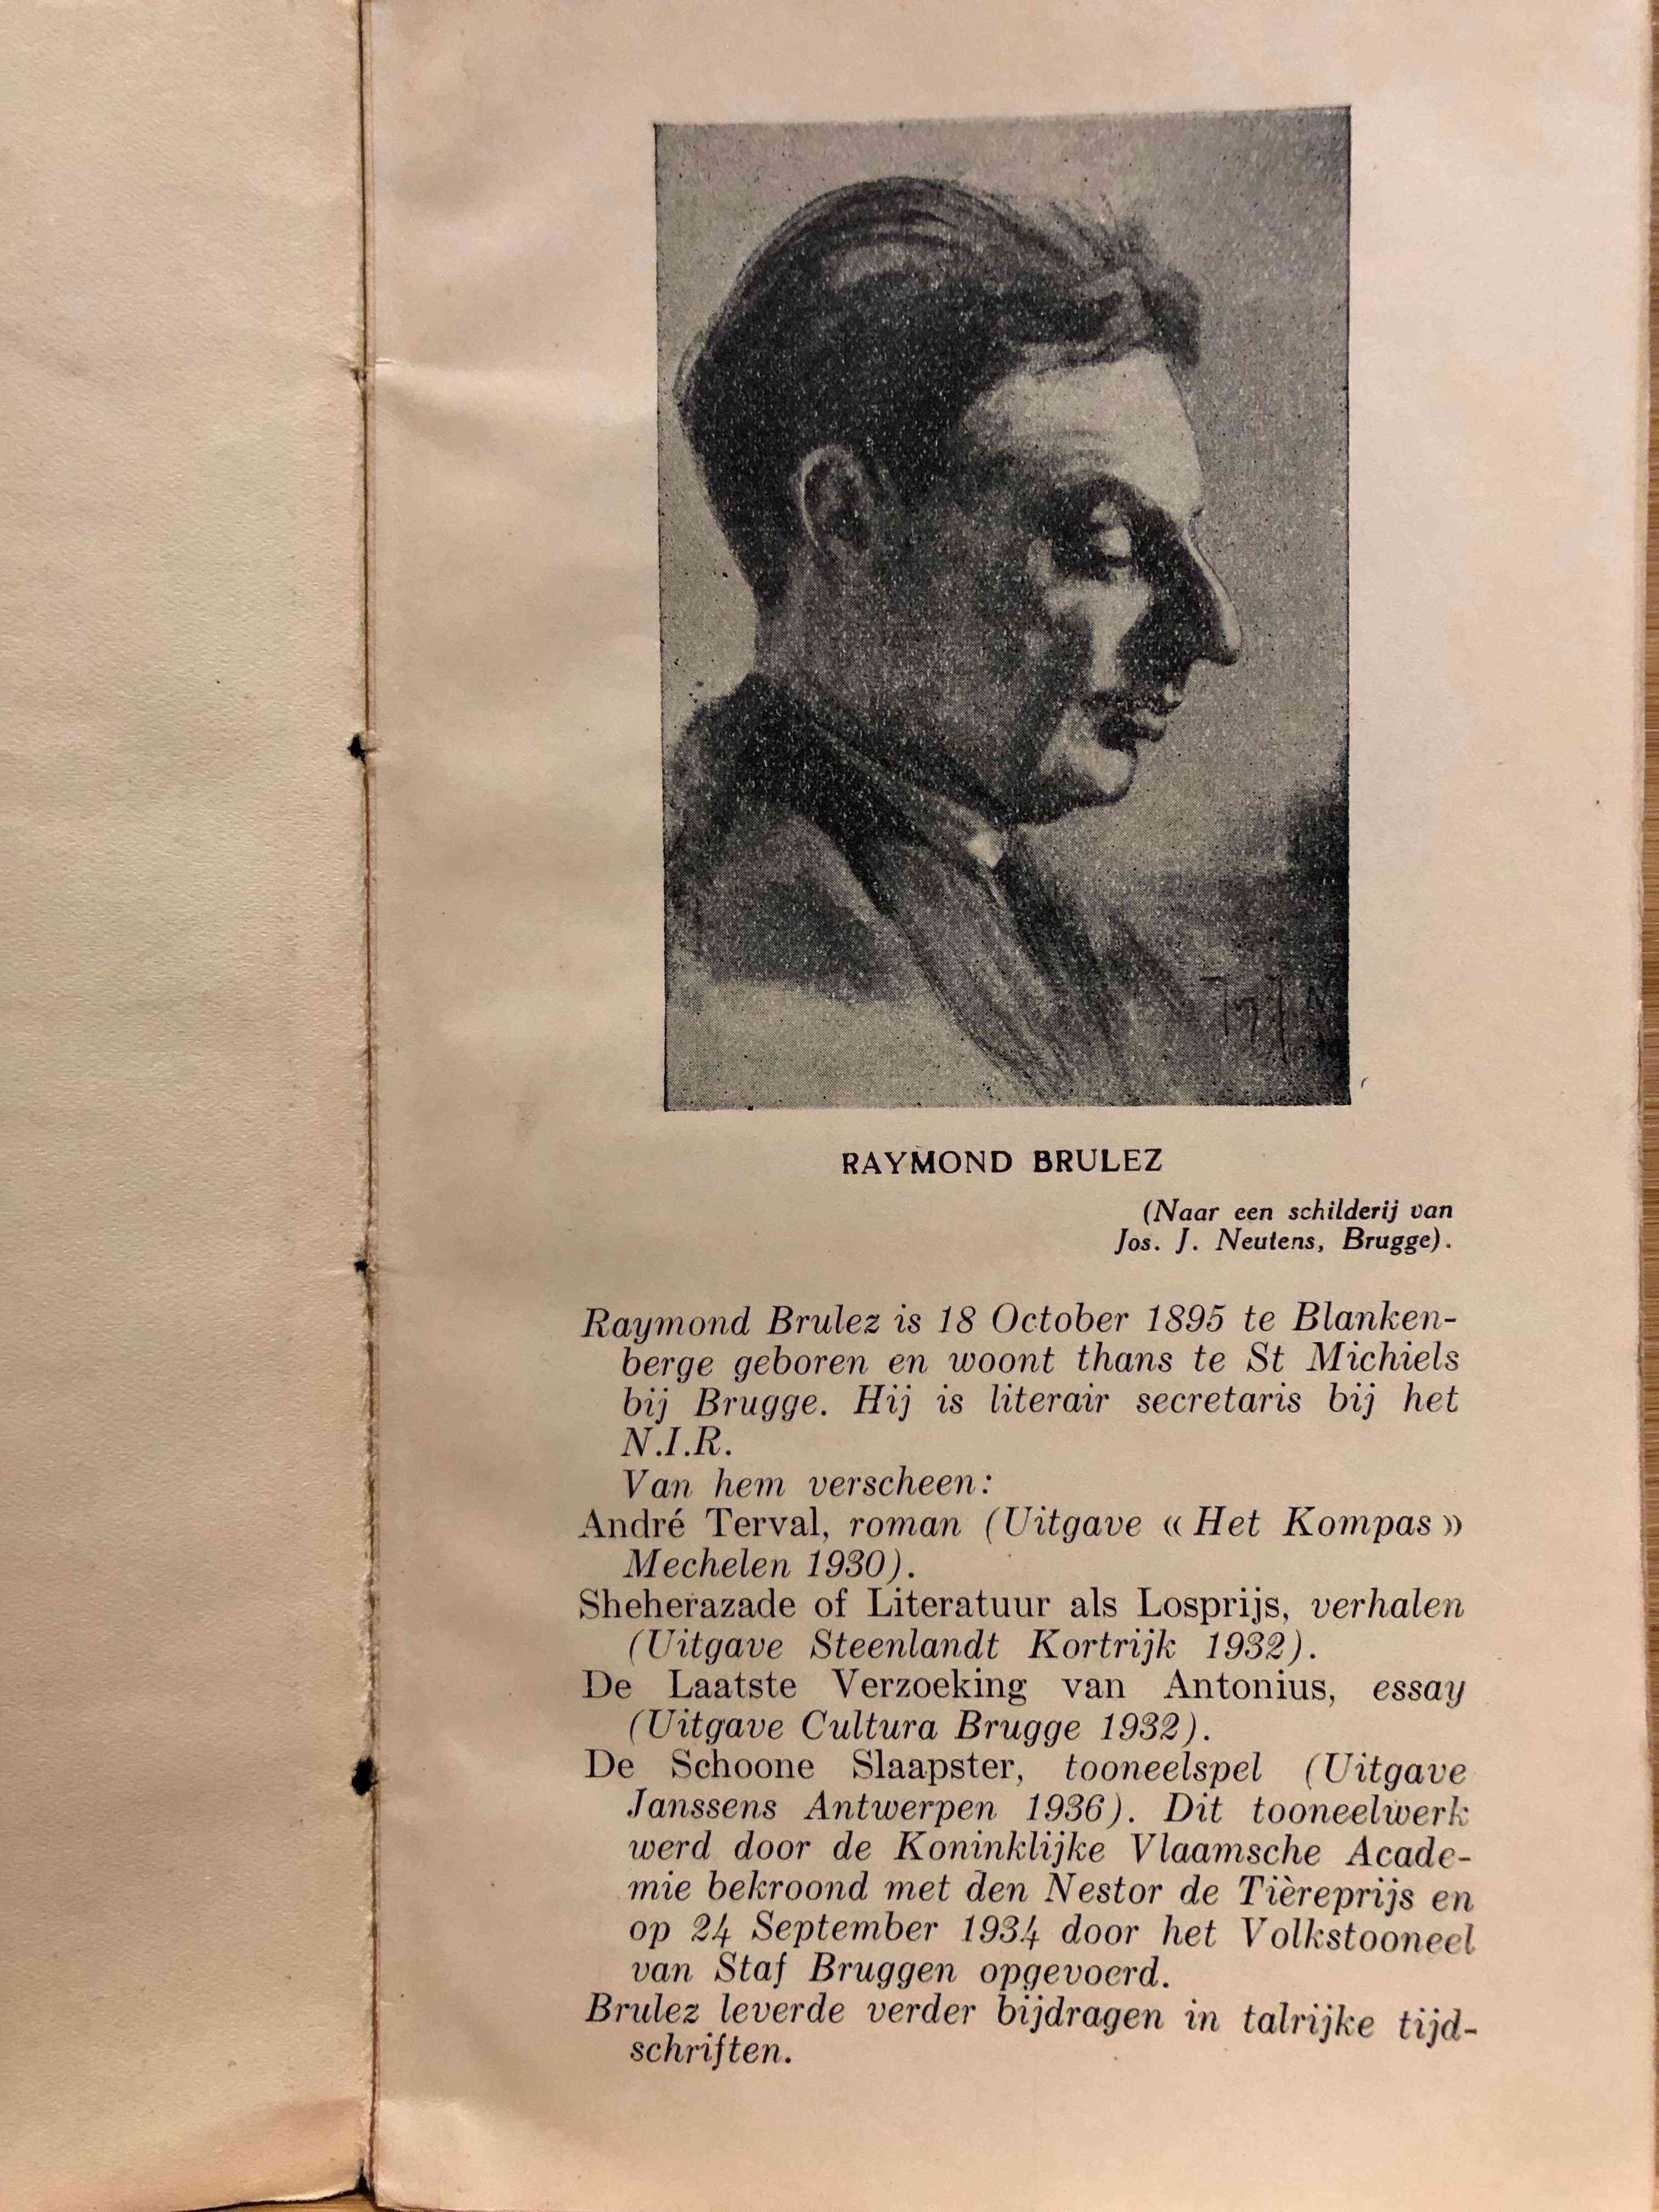 RAYMOND BRULEZ
(Naar een schilderij van
Jos. J. Neutens, Brugge).
Raymond Brulez is 18 October 1895 te Blanken-
berge geboren en woont thans te St Michiels
bij Brugge. Hij is literair secretaris bij het
N.I.R.
Van hem verscheen:
André Terval, roman (Uitgave « Het Kompas »
Mechelen 1930).
Sheherazade of Literatuur als Losprijs, verhalen
(Uitgave Steenlandt Kortrijk 1932).
De Laatste Verzoeking van Antonius, essay
(Uitgave Cultura Brugge 1932).
De Schoone Slaapster, tooneelspel (Uitgave
Janssens Antwerpen 1936). Dit tooneelwerk
werd door de Koninklijke Vlaamsche Acade-
mie bekroond met den Nestor de Tièreprijs en
op 24 September 1934 door het Volkstooneel
van Staf Bruggen opgevoerd.
Brulez leverde verder bijdragen in talrijke tijd-
schriften.